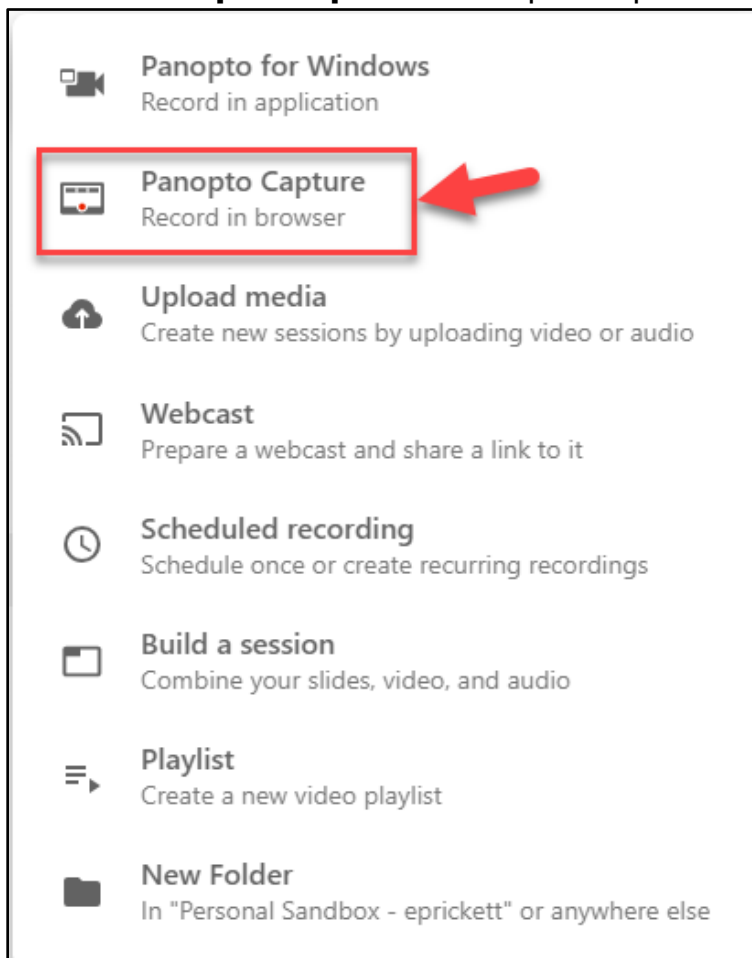 Panopto for Windows
Record in application
Panopto Capture
Record in browser
Upload media
Create new sessions by uploading video or audio
Webcast
Prepare a webcast and share a link to it
Scheduled recording
Schedule once or create recurring recordings
Build a session
Combine your slides, video, and audio
Playlist
Create a new video playlist
New Folder
In "Personal Sandbox - eprickett" or anywhere else